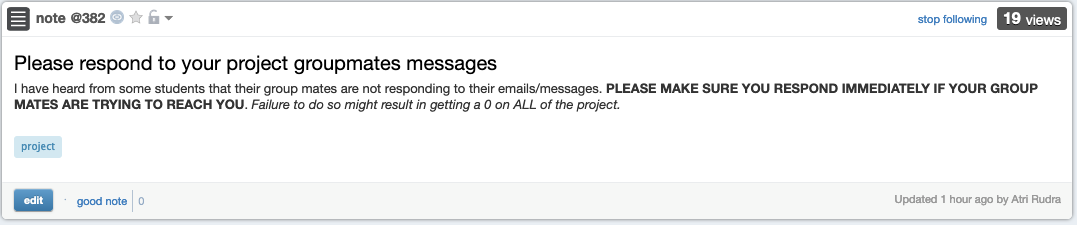 note @382
stop following 19 views
Please respond to your project groupmates messages
I have heard from some students that their group mates are not responding to their emails/messages. PLEASE MAKE SURE YOU RESPOND IMMEDIATELY IF YOUR GROUP
MATES ARE TRYING TO REACH YOU. Failure to do so might result in getting a 0 on ALL of the project.
project
edit · good note 0
Updated 1 hour ago by Atri Rudra